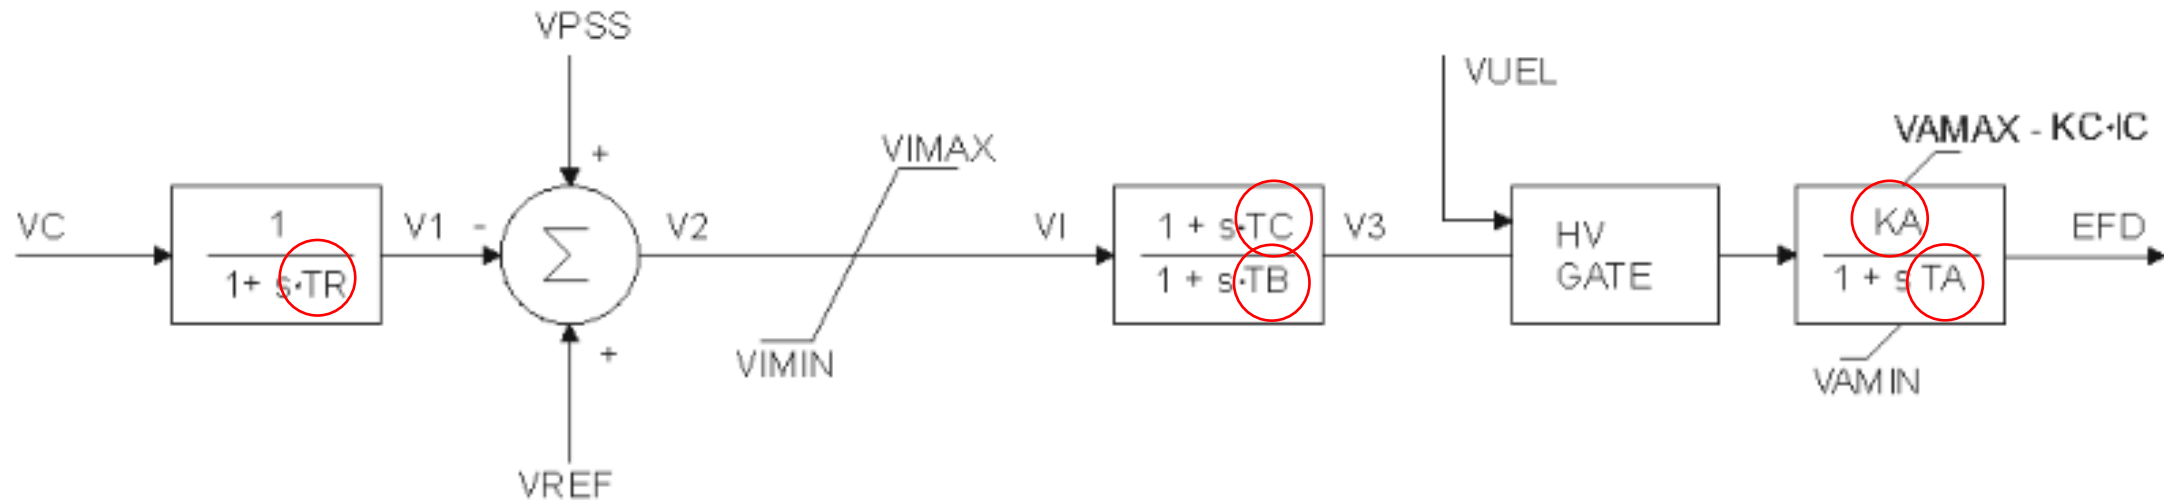 VPSS
+
VUEL
VIMAX
VAMAX - KC·IC
VC
1
1+ s·TR
V1
-
Σ
V2
VI
1 + s·TC
1 + s·TB
V3
HV
GATE
KA
1 + s TA
EFD
+
VIMIN
VAMIN
VREF